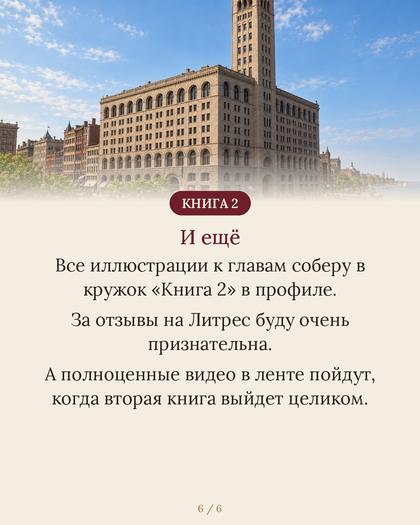 КНИГА 2
И ещё
Все иллюстрации к главам соберу в
кружок «Книга 2» в профиле.
За отзывы на Литрес буду очень
признательна.
А полноценные видео в ленте пойдут,
когда вторая книга выйдет целиком.
6 / 6